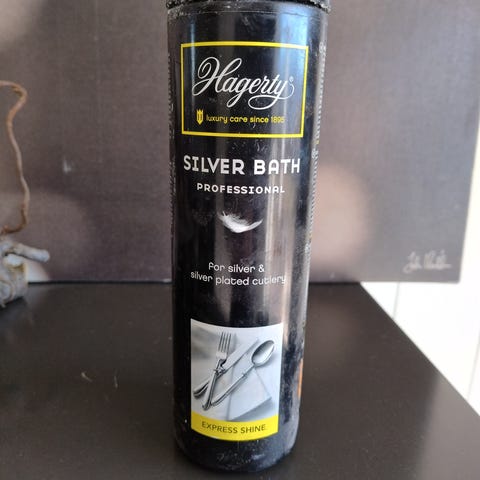 Hagerty®
luxury care since 1895
SILVER BATH
PROFESSIONAL
for silver &
silver plated cutlery
EXPRESS SHINE.